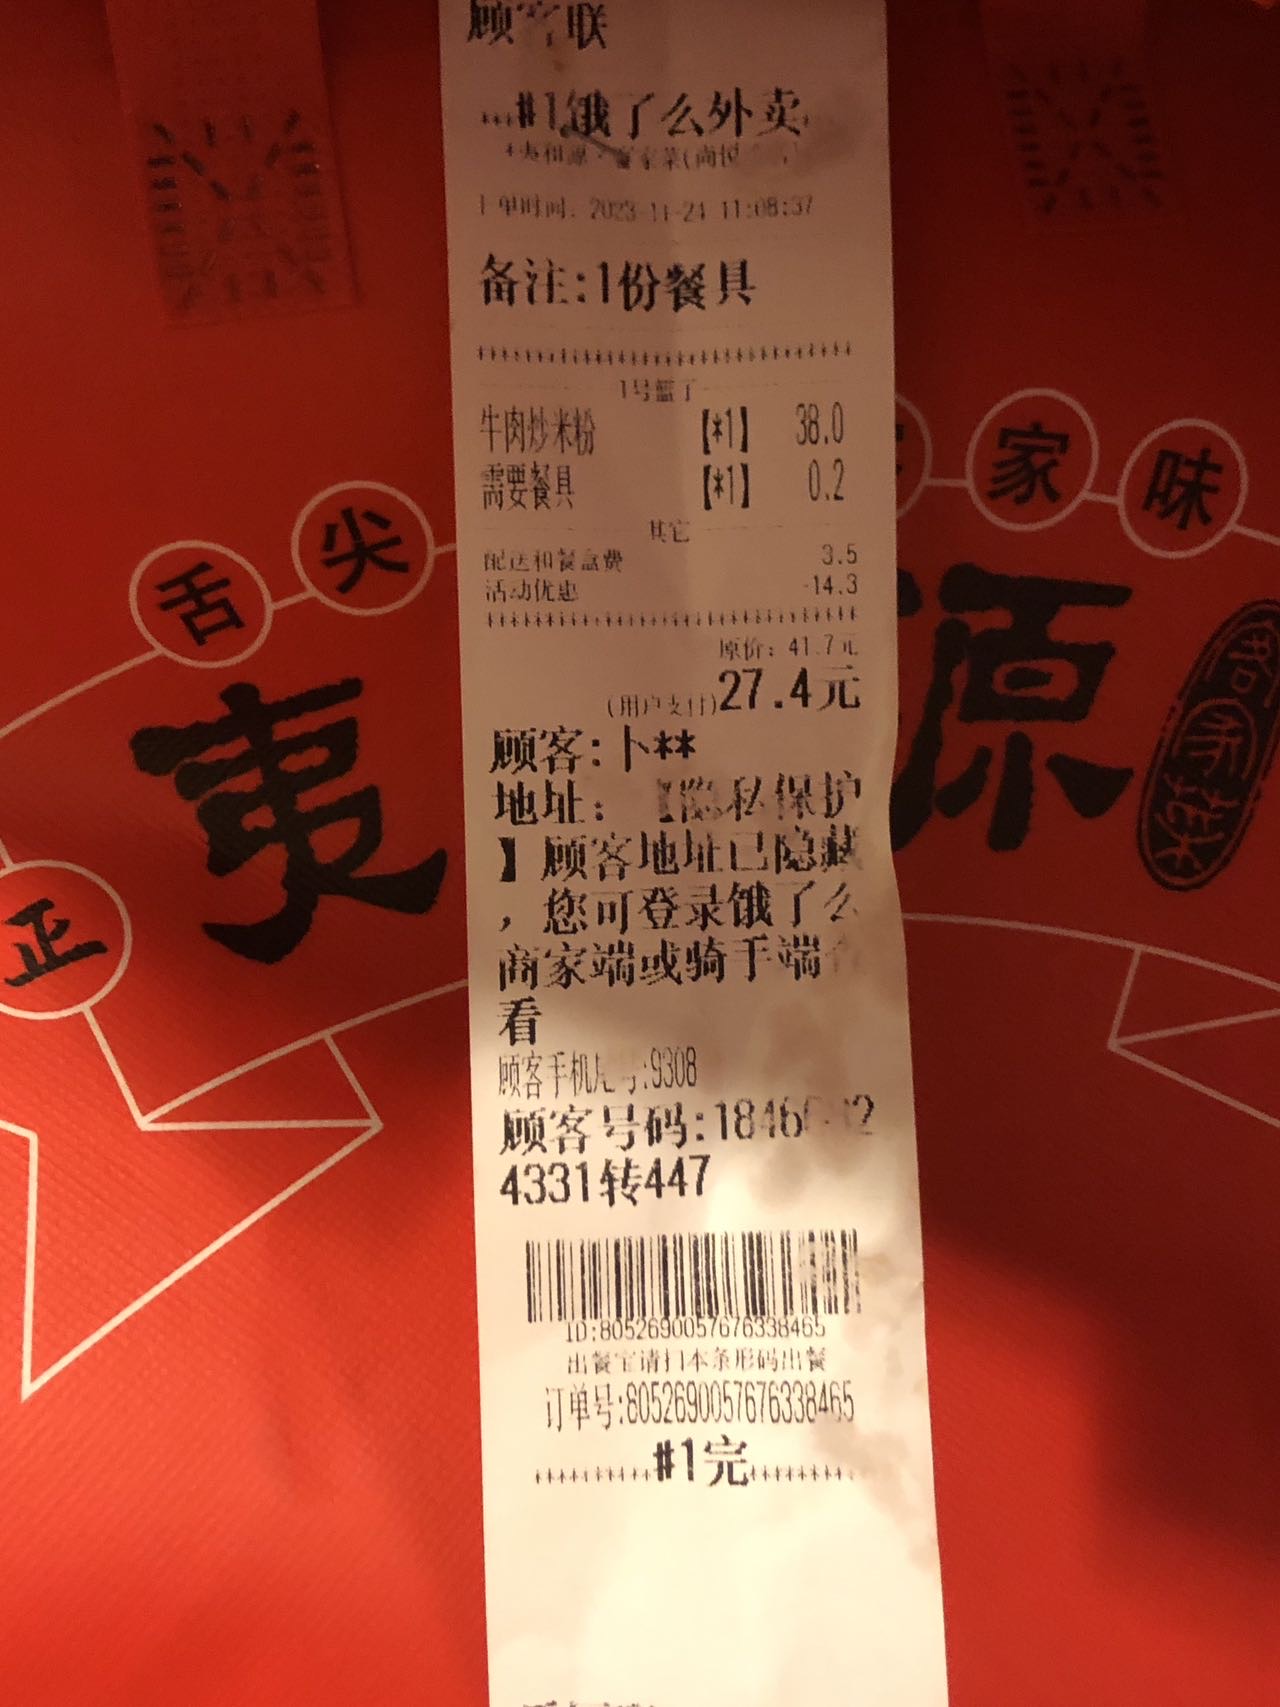 顾客联
#1饿了么外卖
单时间: 2023-11-24 11:08:37
备注:1份餐具
1号篮子
牛肉炒米粉 【*1】 38.0
需要餐具 【*1】 0.2
其它
配送和餐盒费 3.5
活动优惠 -14.3
原价: 41.7元
(用户支付)27.4元
顾客: 卜**
地址: 【隐私保护
】顾客地址已隐藏
，您可登录饿了么
商家端或骑手端
看
顾客手机尾号:9308
顾客号码:1846 2
4331转447
ID:8052690057676338465
出餐宝请扫本条形码出餐
订单号:8052690057676338465
#1完
舌尖
家味
夷
源
客家菜
正